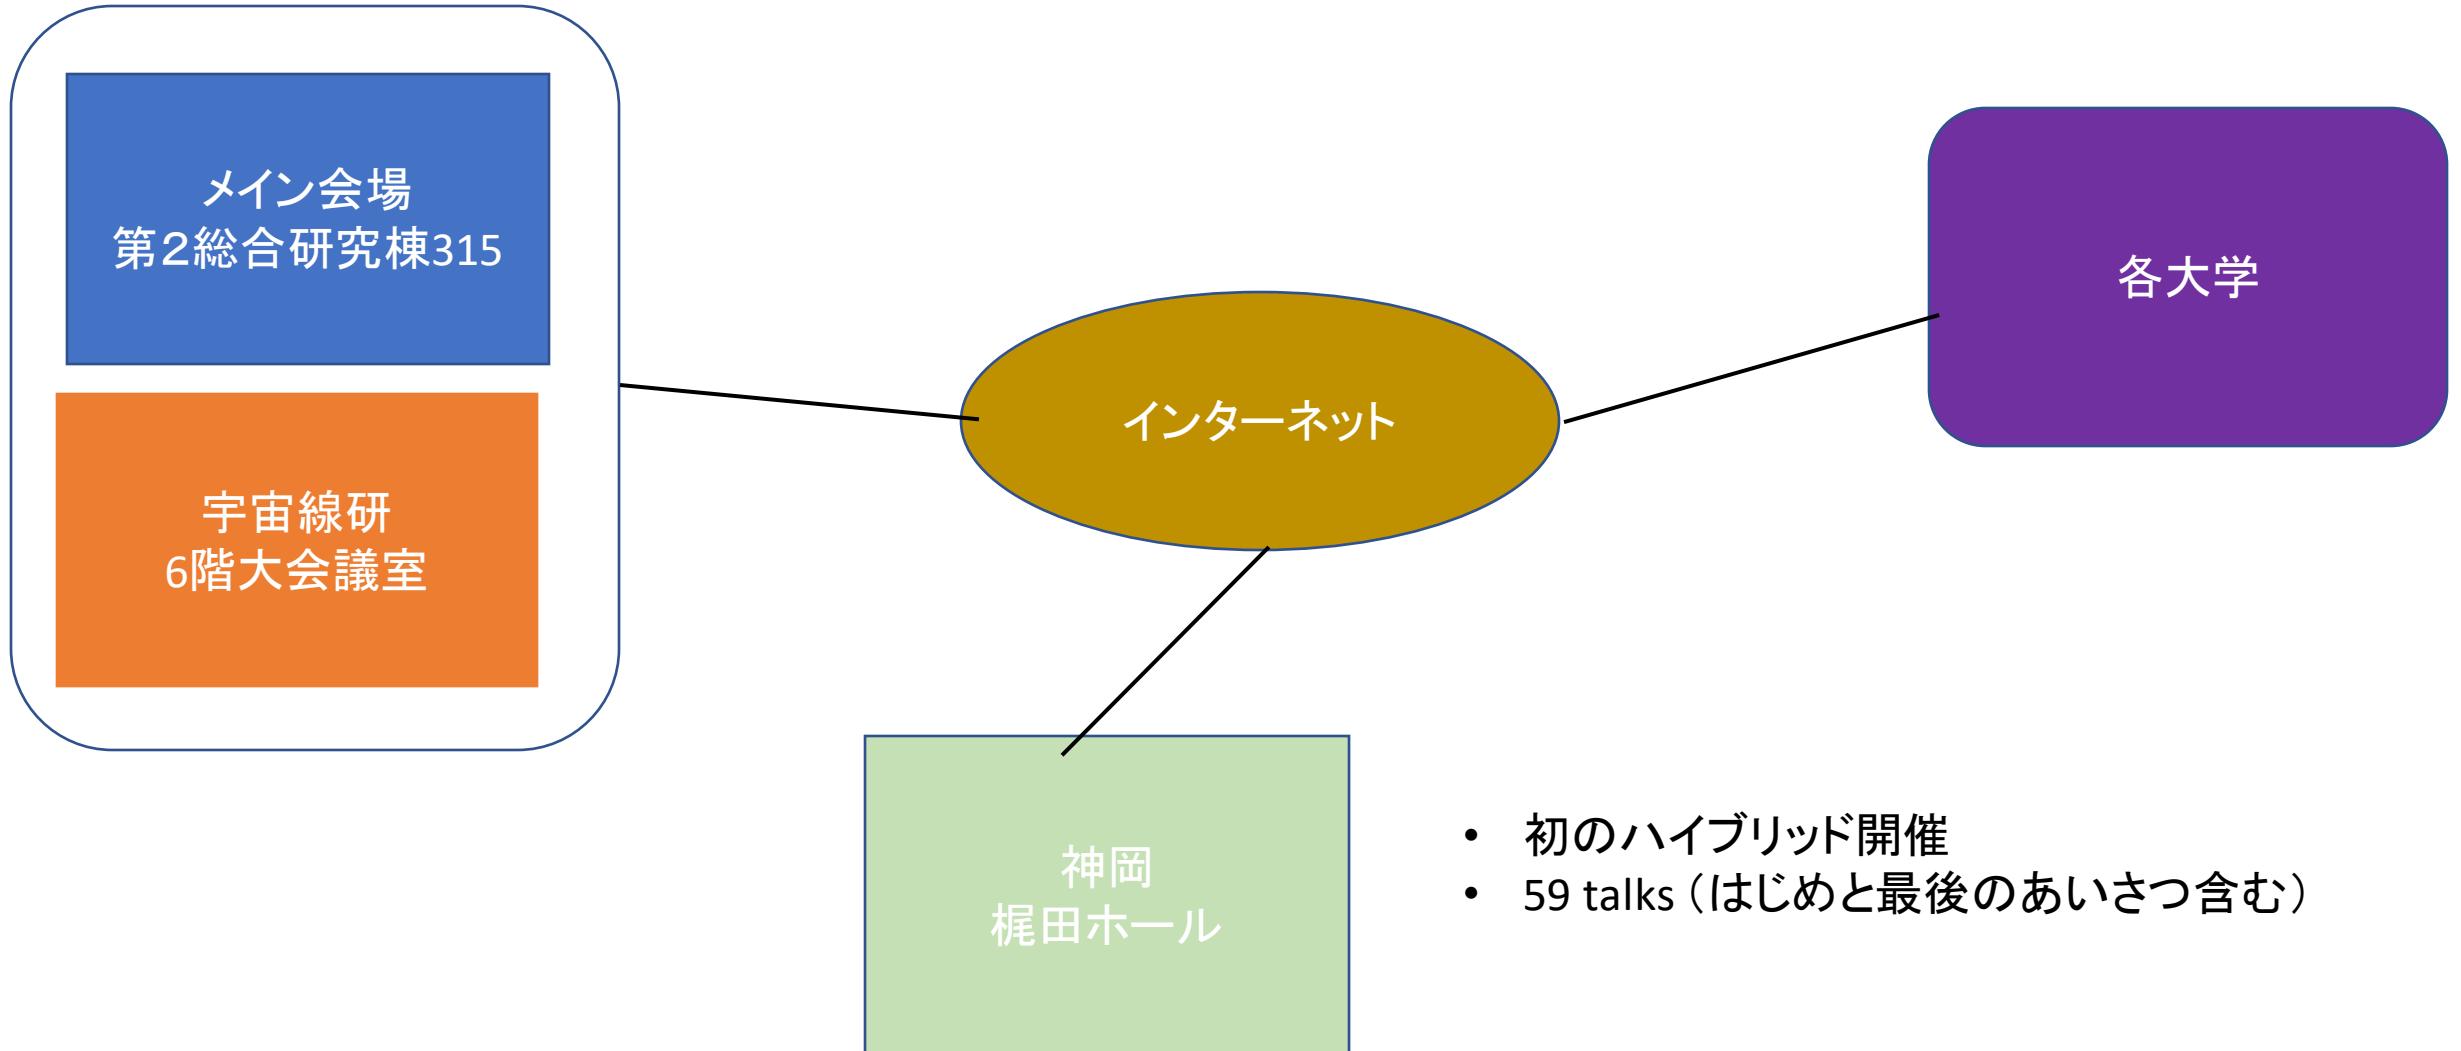 メイン会場
第２総合研究棟315
宇宙線研
6階大会議室
インターネット
各大学
神岡
梶田ホール
• 初のハイブリッド開催
• 59 talks（はじめと最後のあいさつ含む）